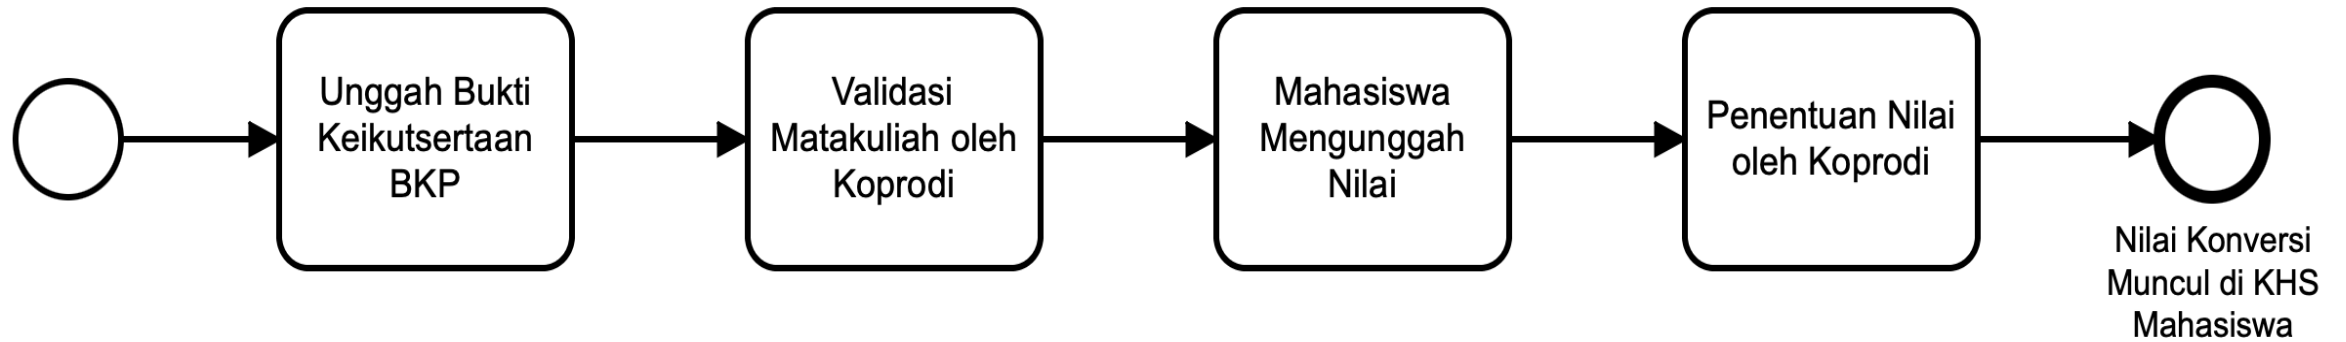 Unggah Bukti
Keikutsertaan
BKP
Validasi
Matakuliah oleh
Koprodi
Mahasiswa
Mengunggah
Nilai
Penentuan Nilai
oleh Koprodi
Nilai Konversi
Muncul di KHS
Mahasiswa